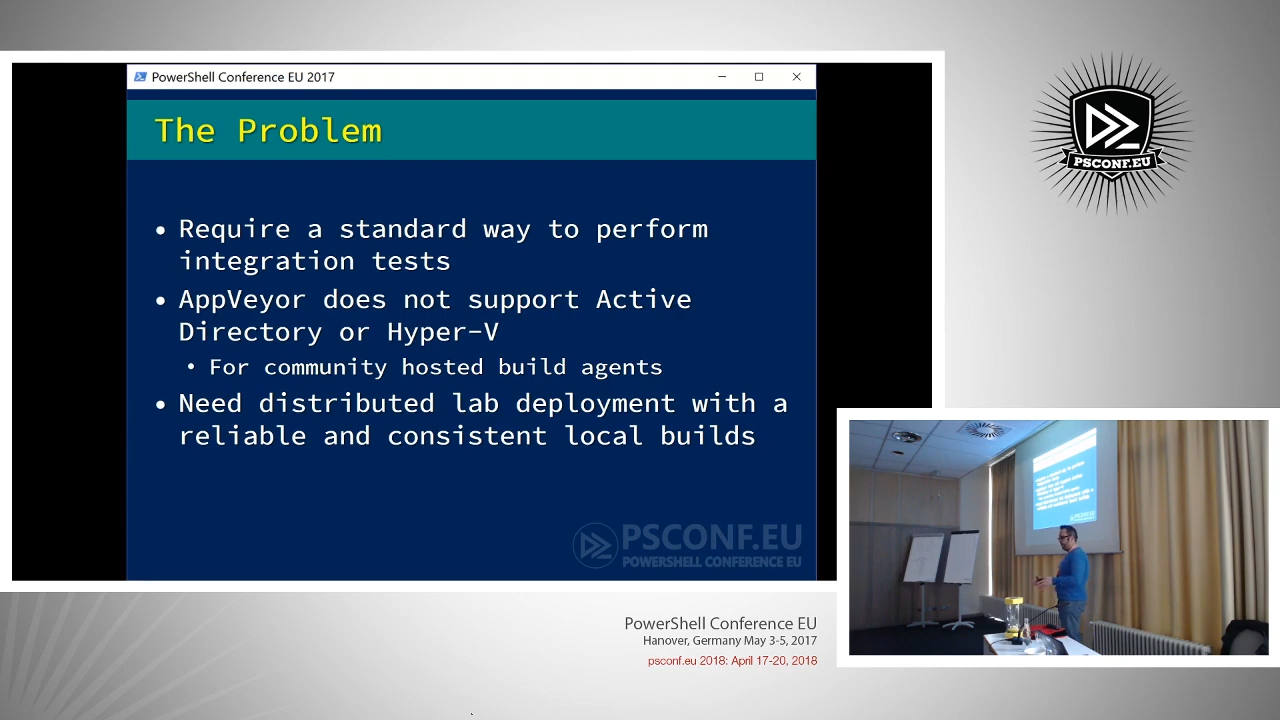 PowerShell Conference EU 2017
The Problem
• Require a standard way to perform
integration tests
• AppVeyor does not support Active
Directory or Hyper-V
• For community hosted build agents
• Need distributed lab deployment with a
reliable and consistent local builds
PSCONF.EU
POWERSHELL CONFERENCE EU
PSCONF.EU
PowerShell Conference EU
Hanover, Germany May 3-5, 2017
psconf.eu 2018: April 17-20, 2018